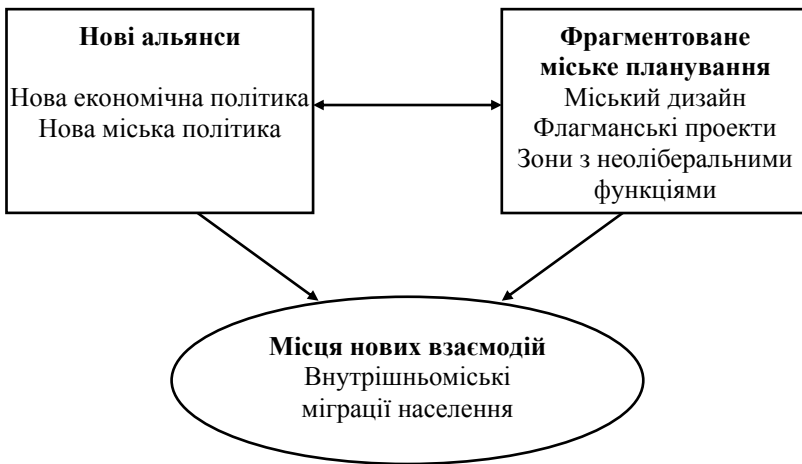 Нові альянси
Нова економічна політика
Нова міська політика
Фрагментоване
міське планування
Міський дизайн
Флагманські проекти
Зони з неоліберальними
функціями
Місця нових взаємодій
Внутрішньоміські
міграції населення